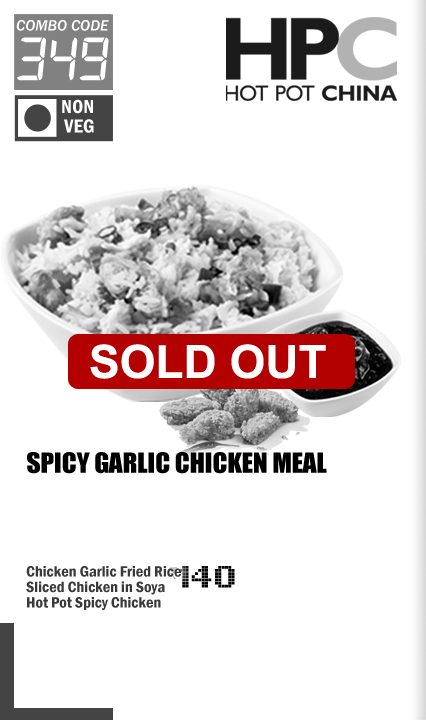 COMBO CODE
349
NON
VEG
HPC
HOT POT CHINA
SOLD OUT
SPICY GARLIC CHICKEN MEAL
Chicken Garlic Fried Rice
140
Sliced Chicken in Soya
Hot Pot Spicy Chicken